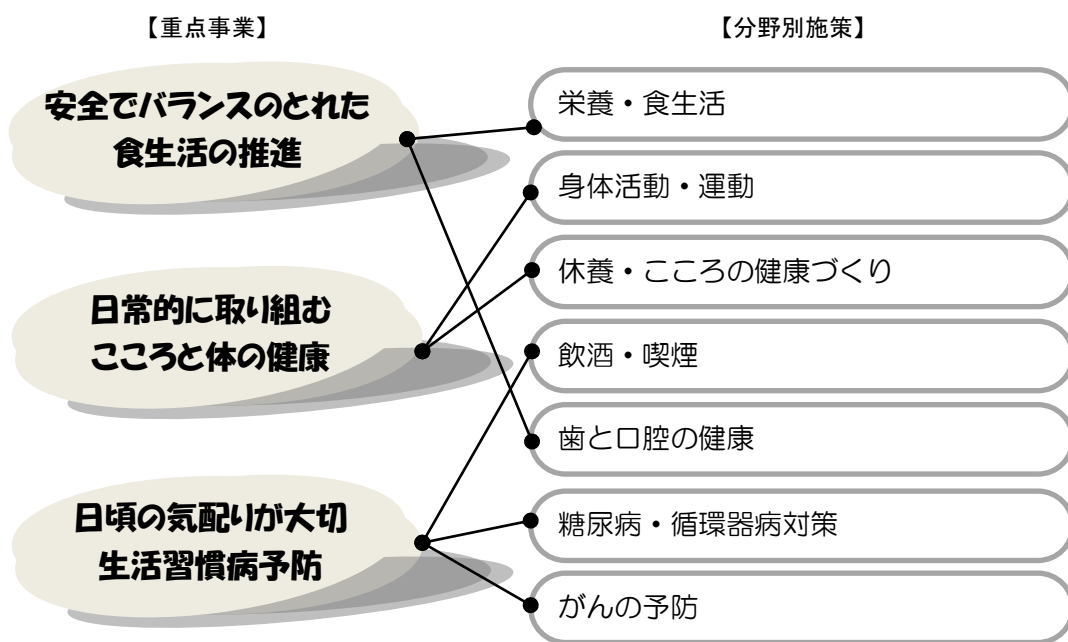 【重点事業】
【分野別施策】
安全でバランスのとれた
食生活の推進
日常的に取り組む
こころと体の健康
日頃の気配りが大切
生活習慣病予防
栄養・食生活
身体活動・運動
休養・こころの健康づくり
飲酒・喫煙
歯と口腔の健康
糖尿病・循環器病対策
がんの予防